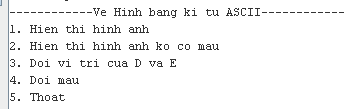 ------------Ve Hinh bang ki tu ASCII------------
1. Hien thi hinh anh
2. Hien thi hinh anh ko co mau
3. Doi vi tri cua D va E
4. Doi mau
5. Thoat